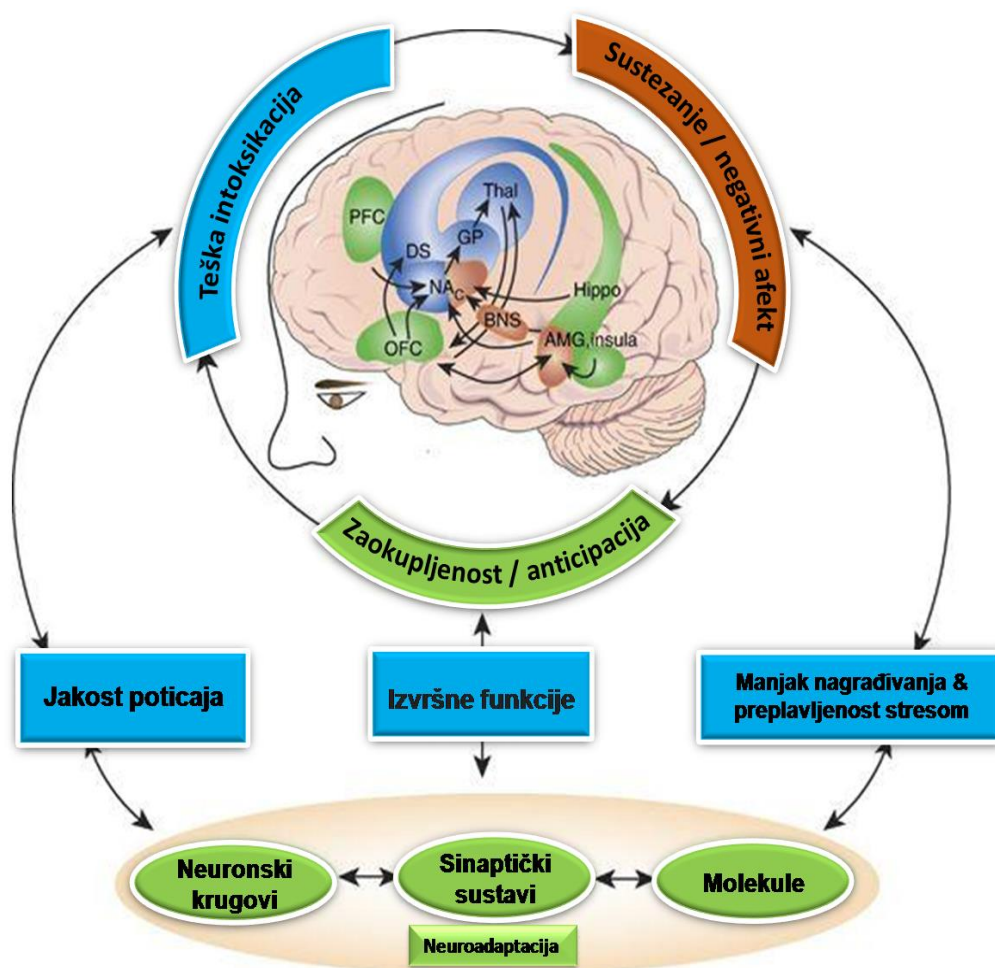 Teška intoksikacija
Sustezanje / negativni afekt
PFC
Thal
DS
GP
NAC
Hippo
BNS
OFC
AMG,insula
Zaokupljenost / anticipacija
Jakost poticaja
Izvršne funkcije
Manjak nagrađivanja &
preplavljenost stresom
Neuronski
krugovi
Sinaptički
sustavi
Molekule
Neuroadaptacija